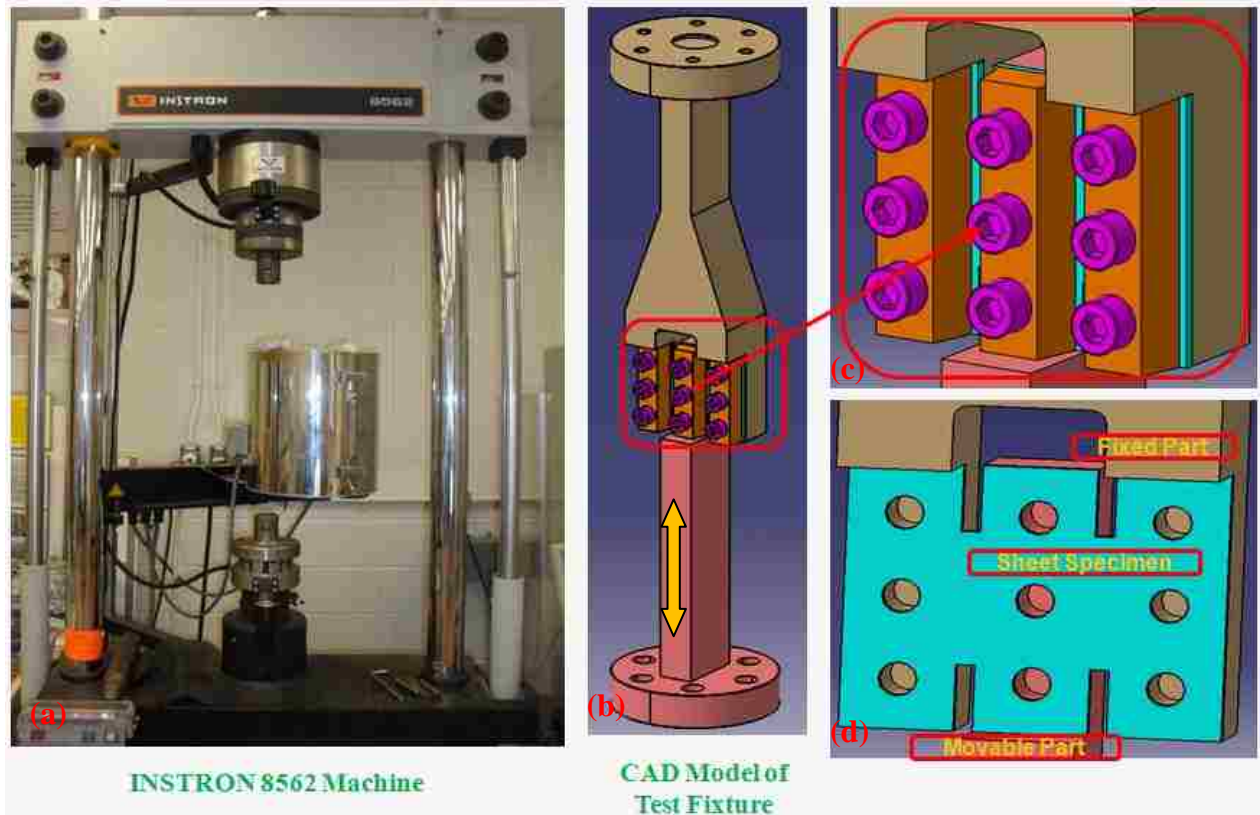 INSTRON 8562
(a)
(b)
(c)
Fixed Part
Sheet Specimen
(d)
Movable Part
INSTRON 8562 Machine
CAD Model of
Test Fixture